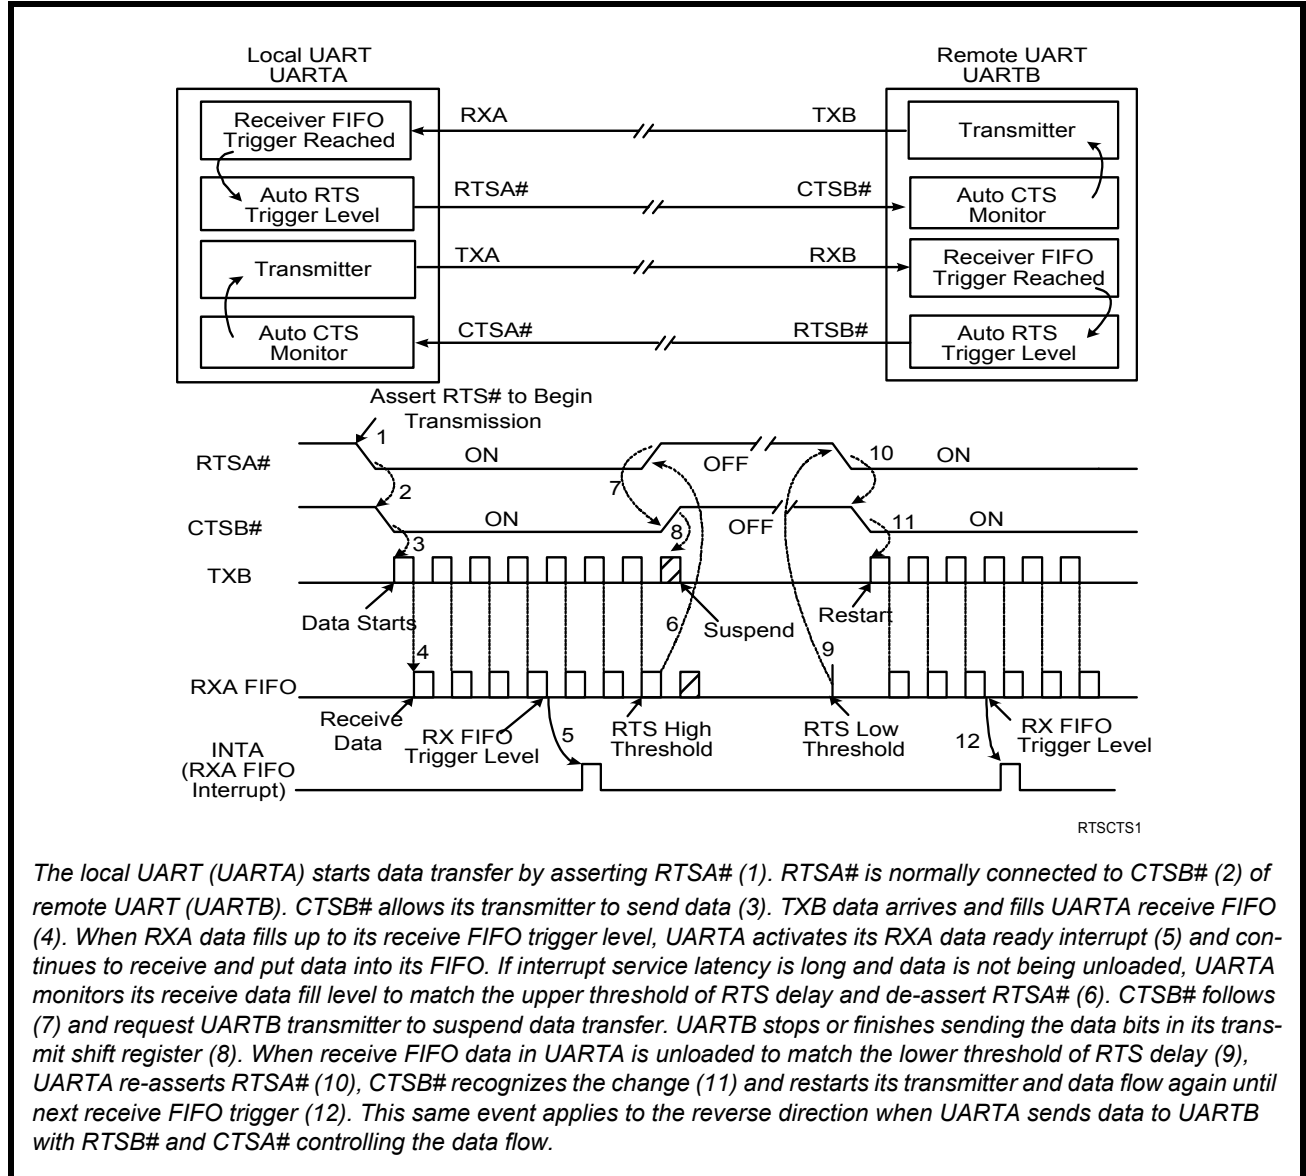 Local UART
UARTA
Remote UART
UARTB
Receiver FIFO
Trigger Reached
RXA
TXB
Transmitter
Auto RTS
Trigger Level
RTSA#
CTSB#
Auto CTS
Monitor
Transmitter
TXA
RXB
Receiver FIFO
Trigger Reached
Auto CTS
Monitor
CTSA#
RTSB#
Auto RTS
Trigger Level
Assert RTS# to Begin
Transmission
1
RTSA#
ON
OFF
10
ON
2
7
CTSB#
ON
8
OFF
11
ON
3
TXB
Data Starts
6
Suspend
Restart
4
9
RXA FIFO
Receive
Data
RX FIFO
Trigger Level
5
RTS High
Threshold
RTS Low
Threshold
12
RX FIFO
Trigger Level
INTA
(RXA FIFO
Interrupt)
RTSCTS1
The local UART (UARTA) starts data transfer by asserting RTSA# (1). RTSA# is normally connected to CTSB# (2) of
remote UART (UARTB). CTSB# allows its transmitter to send data (3). TXB data arrives and fills UARTA receive FIFO
(4). When RXA data fills up to its receive FIFO trigger level, UARTA activates its RXA data ready interrupt (5) and con-
tinues to receive and put data into its FIFO. If interrupt service latency is long and data is not being unloaded, UARTA
monitors its receive data fill level to match the upper threshold of RTS delay and de-assert RTSA# (6). CTSB# follows
(7) and request UARTB transmitter to suspend data transfer. UARTB stops or finishes sending the data bits in its trans-
mit shift register (8). When receive FIFO data in UARTA is unloaded to match the lower threshold of RTS delay (9),
UARTA re-asserts RTSA# (10), CTSB# recognizes the change (11) and restarts its transmitter and data flow again until
next receive FIFO trigger (12). This same event applies to the reverse direction when UARTA sends data to UARTB
with RTSB# and CTSA# controlling the data flow.